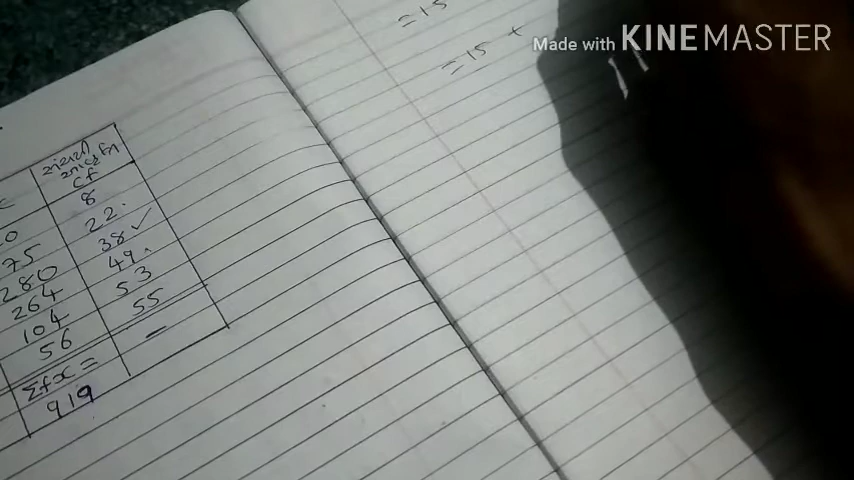 =15
=15 +
Made with KINEMASTER
સંચયી
આવૃત્તિ
cf
8
75 22.
280 38 ✓
264 49.
104 53
56 55
Σfx = –
919